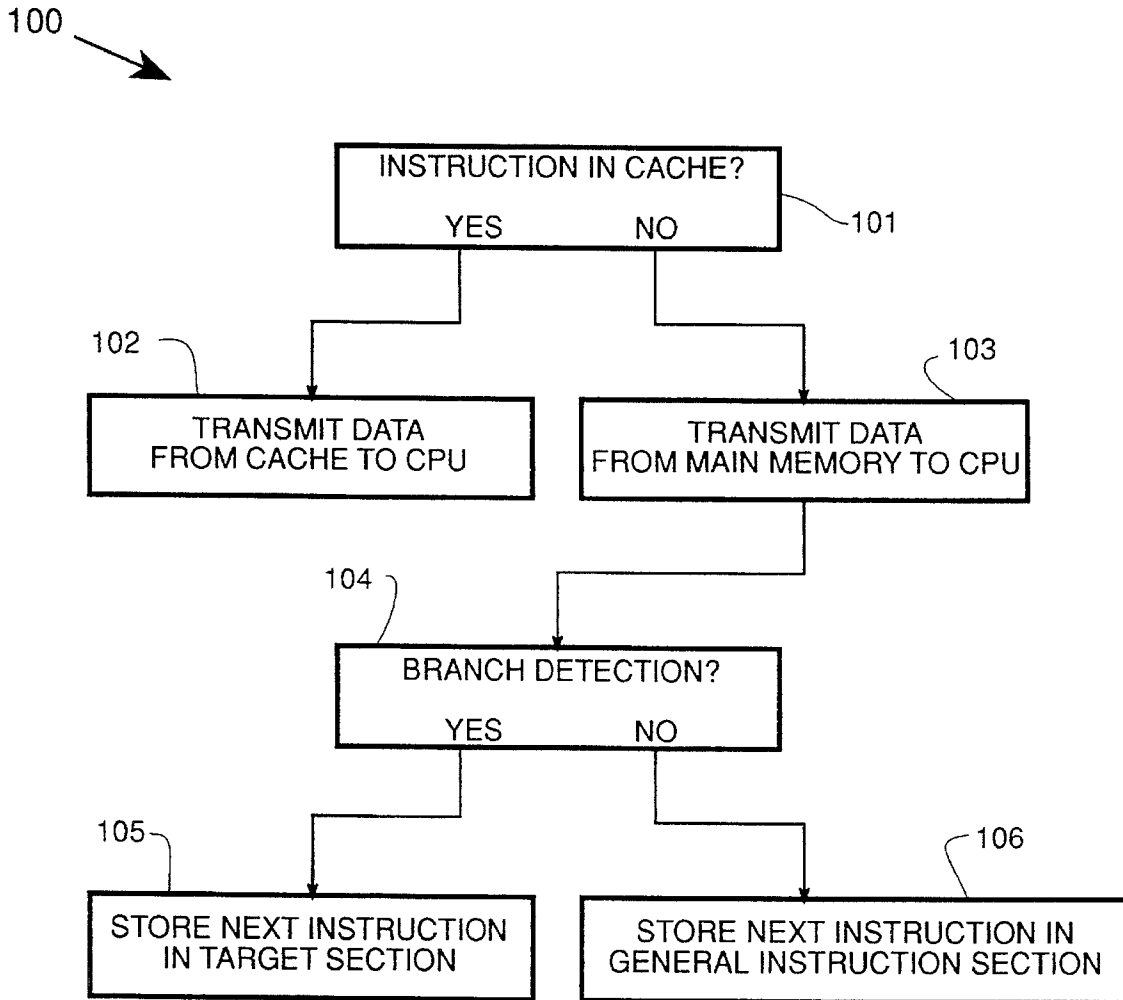 100
INSTRUCTION IN CACHE?
YES NO
101
102
103
TRANSMIT DATA
FROM CACHE TO CPU
TRANSMIT DATA
FROM MAIN MEMORY TO CPU
104
BRANCH DETECTION?
YES NO
105
106
STORE NEXT INSTRUCTION
IN TARGET SECTION
STORE NEXT INSTRUCTION IN
GENERAL INSTRUCTION SECTION